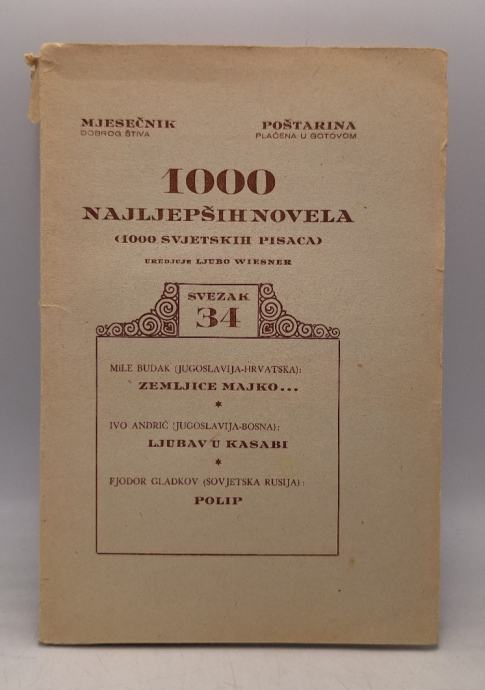 MJESEČNIK
DOBROG ŠTIVA
POŠTARINA
PLAĆENA U GOTOVOM
1000
NAJLJEPŠIH NOVELA
(1000 SVJETSKIH PISACA)
UREDJUJE LJUBO WIESNER
SVEZAK
34
MILE BUDAK (JUGOSLAVIJA-HRVATSKA):
ZEMLJICE MAJKO...
*
IVO ANDRIĆ (JUGOSLAVIJA-BOSNA):
LJUBAV U KASABI
*
FJODOR GLADKOV (SOVJETSKA RUSIJA):
POLIP